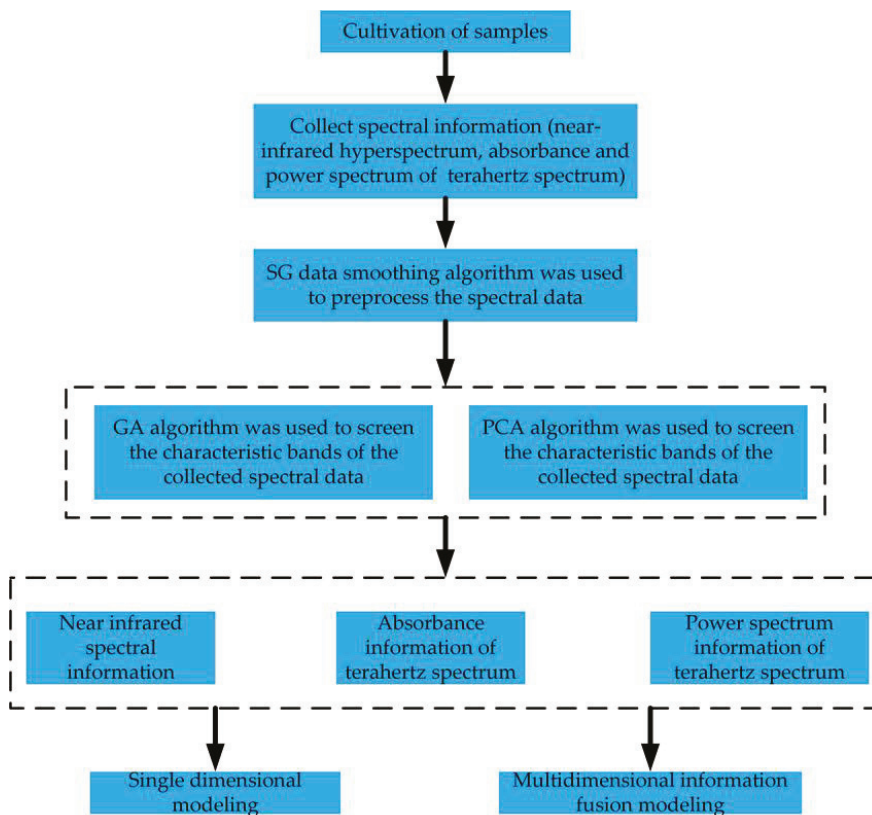 Cultivation of samples
Collect spectral information (near-
infrared hyperspectrum, absorbance and
power spectrum of terahertz spectrum)
SG data smoothing algorithm was used
to preprocess the spectral data
GA algorithm was used to screen
the characteristic bands of the
collected spectral data
PCA algorithm was used to screen
the characteristic bands of the
collected spectral data
Near infrared
spectral
information
Absorbance
information of
terahertz spectrum
Power spectrum
information of
terahertz spectrum
Single dimensional
modeling
Multidimensional information
fusion modeling